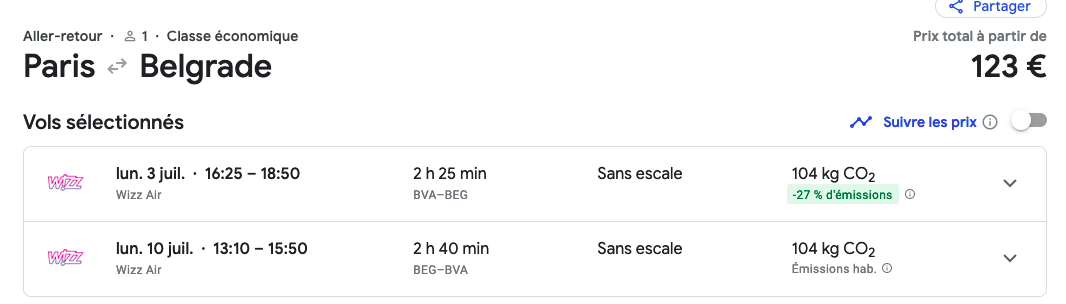 Partager
Aller-retour · 1 · Classe économique
Prix total à partir de
Paris Belgrade
123 €
Vols sélectionnés
Suivre les prix
WIZZ
lun. 3 juil. · 16:25 – 18:50
2 h 25 min
Sans escale
104 kg CO2
Wizz Air
BVA–BEG
-27 % d'émissions
WIZZ
lun. 10 juil. · 13:10 – 15:50
2 h 40 min
Sans escale
104 kg CO2
Wizz Air
BEG–BVA
Émissions hab.